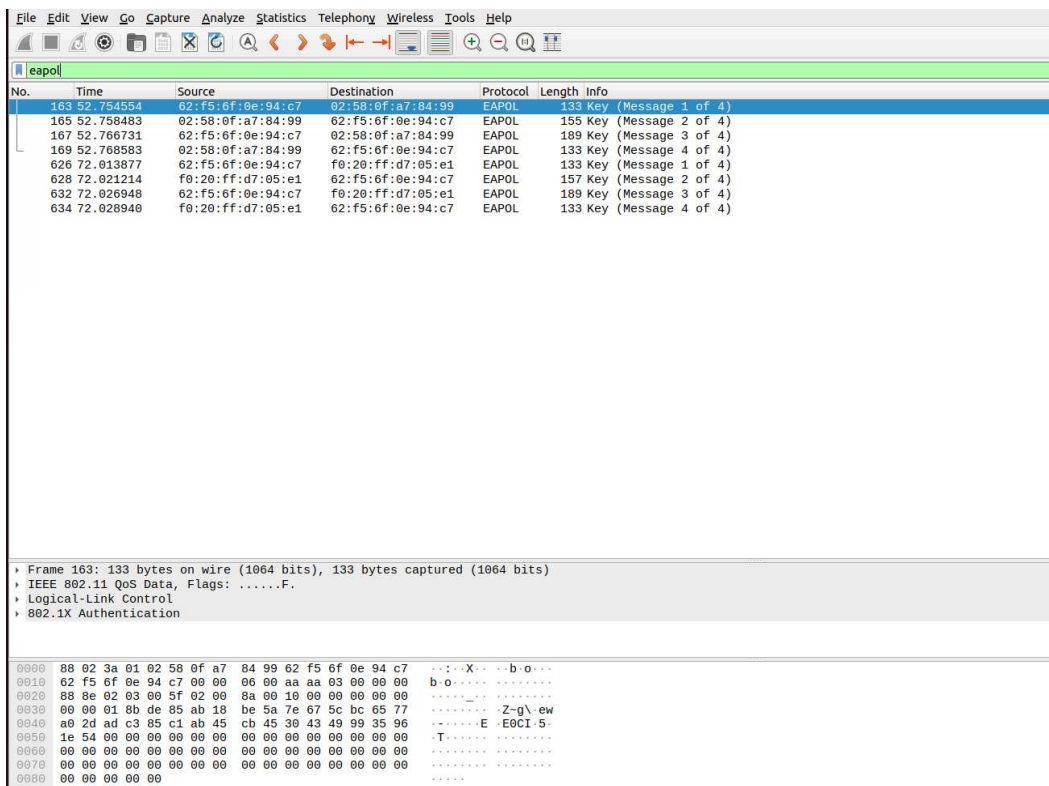 File Edit View Go Capture Analyze Statistics Telephony Wireless Tools Help
eapol
No. Time Source Destination Protocol Length Info
163 52.754554 62:f5:6f:0e:94:c7 02:58:0f:a7:84:99 EAPOL 133 Key (Message 1 of 4)
165 52.758483 02:58:0f:a7:84:99 62:f5:6f:0e:94:c7 EAPOL 155 Key (Message 2 of 4)
167 52.766731 62:f5:6f:0e:94:c7 02:58:0f:a7:84:99 EAPOL 189 Key (Message 3 of 4)
169 52.768583 02:58:0f:a7:84:99 62:f5:6f:0e:94:c7 EAPOL 133 Key (Message 4 of 4)
626 72.013877 62:f5:6f:0e:94:c7 f0:20:ff:d7:05:e1 EAPOL 133 Key (Message 1 of 4)
628 72.021214 f0:20:ff:d7:05:e1 62:f5:6f:0e:94:c7 EAPOL 157 Key (Message 2 of 4)
632 72.026948 62:f5:6f:0e:94:c7 f0:20:ff:d7:05:e1 EAPOL 189 Key (Message 3 of 4)
634 72.028940 f0:20:ff:d7:05:e1 62:f5:6f:0e:94:c7 EAPOL 133 Key (Message 4 of 4)
Frame 163: 133 bytes on wire (1064 bits), 133 bytes captured (1064 bits)
IEEE 802.11 QoS Data, Flags: ......F.
Logical-Link Control
802.1X Authentication
0000 88 02 3a 01 02 58 0f a7 84 99 62 f5 6f 0e 94 c7 ··:··X·· ··b·o···
0010 62 f5 6f 0e 94 c7 00 00 06 00 aa aa 03 00 00 00 b·o····· ········
0020 88 8e 02 03 00 5f 02 00 8a 00 10 00 00 00 00 00 ·····_·· ········
0030 00 00 01 8b de 85 ab 18 be 5a 7e 67 5c bc 65 77 ········ ·Z~g\·ew
0040 a0 2d ad c3 85 c1 ab 45 cb 45 30 43 49 99 35 96 ·-·····E ·E0CI·5·
0050 1e 54 00 00 00 00 00 00 00 00 00 00 00 00 00 00 ·T······ ········
0060 00 00 00 00 00 00 00 00 00 00 00 00 00 00 00 00 ········ ········
0070 00 00 00 00 00 00 00 00 00 00 00 00 00 00 00 00 ········ ········
0080 00 00 00 00 00 ·····